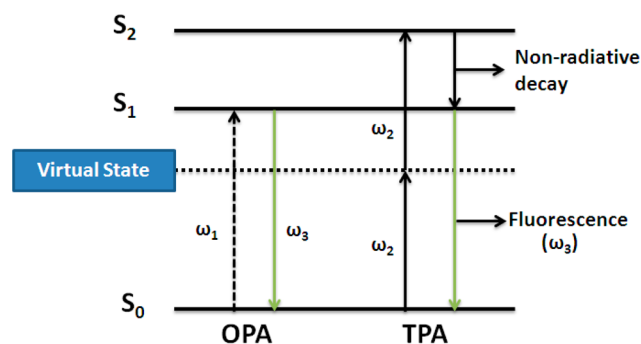 S₂
Non-radiative
decay
S₁
ω₂
Virtual State
ω₁
ω₃
ω₂
Fluorescence
(ω₃)
S₀
OPA
TPA